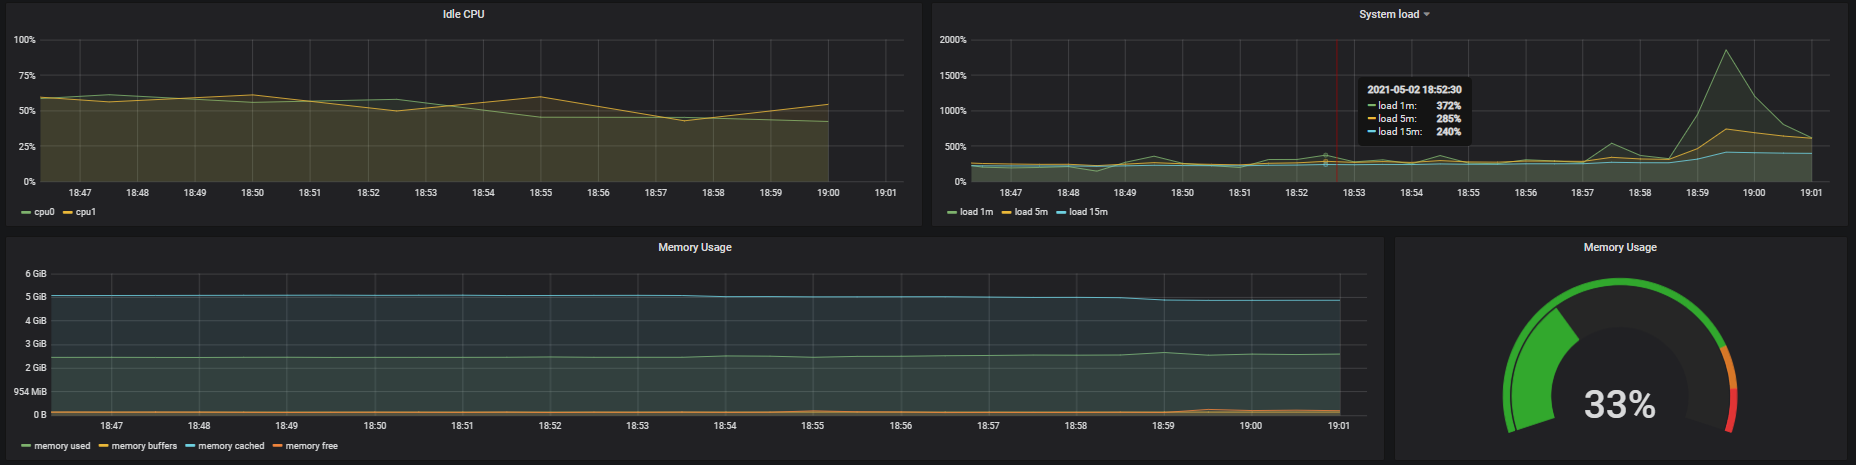 Idle CPU
100%
75%
50%
25%
0%
18:47 18:48 18:49 18:50 18:51 18:52 18:53 18:54 18:55 18:56 18:57 18:58 18:59 19:00 19:01
cpu0 cpu1
System load
2000%
1500%
1000%
500%
0%
2021-05-02 18:52:30
load 1m: 372%
load 5m: 285%
load 15m: 240%
18:47 18:48 18:49 18:50 18:51 18:52 18:53 18:54 18:55 18:56 18:57 18:58 18:59 19:00 19:01
load 1m load 5m load 15m
Memory Usage
6 GiB
5 GiB
4 GiB
3 GiB
2 GiB
954 MiB
0 B
18:47 18:48 18:49 18:50 18:51 18:52 18:53 18:54 18:55 18:56 18:57 18:58 18:59 19:00 19:01
memory used memory buffers memory cached memory free
Memory Usage
33%